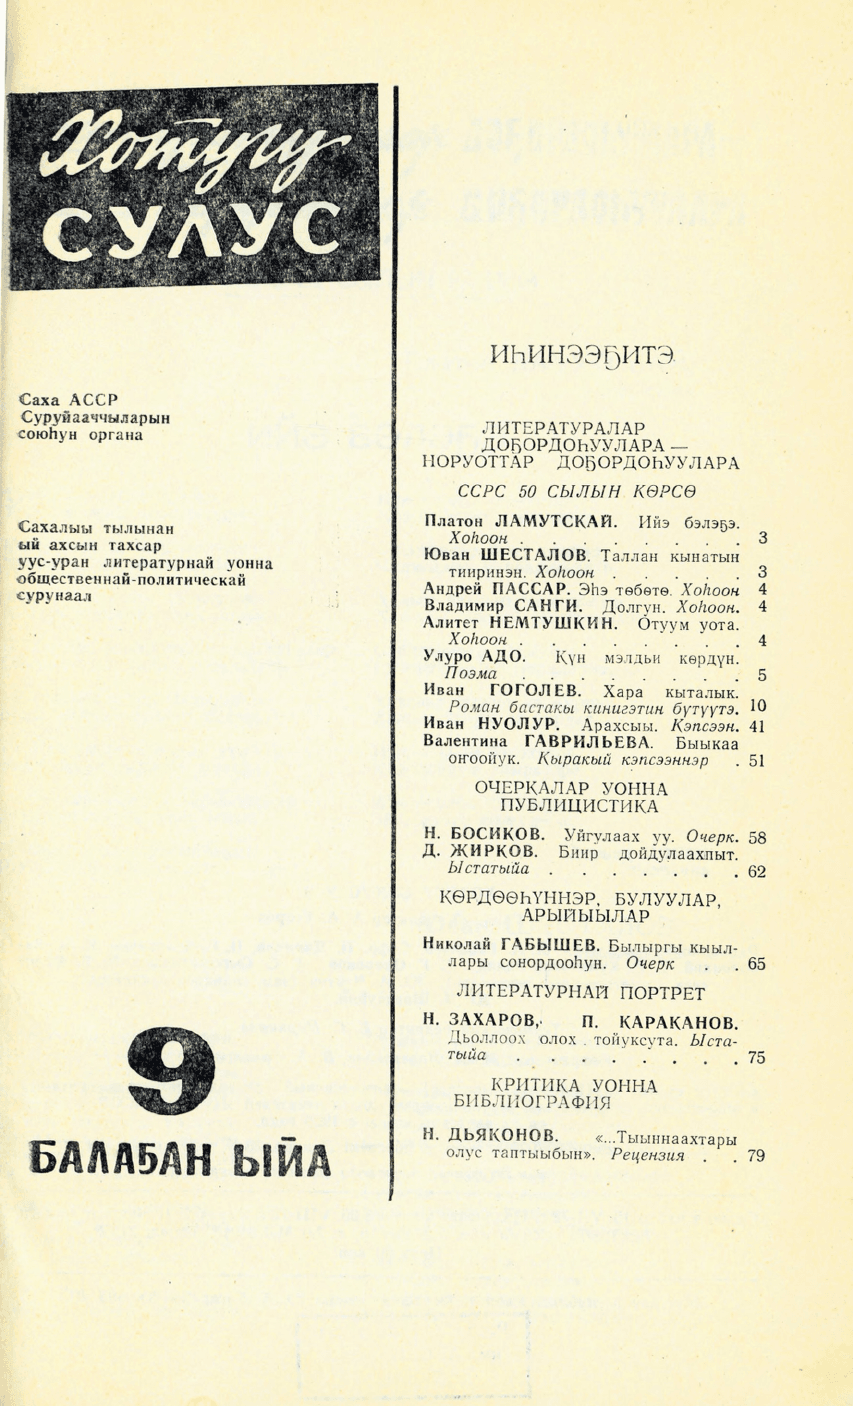 Хотугу
СУЛУС
Саха АССР
Суруйааччыларын
союһун органа
Сахалыы тылынан
ый ахсын тахсар
уус-уран литературнай уонна
общественнай-политическай
сурунаал
9
БАЛАҔАН ЫЙА
ИҺИНЭЭҔИТЭ
ЛИТЕРАТУРАЛАР
ДОҔОРДОҺУУЛАРА —
НОРУОТТАР ДОҔОРДОҺУУЛАРА
ССРС 50 СЫЛЫН КӨРСӨ
Платон ЛАМУТСКАЙ. Ийэ бэлэҕэ.
Хоһоон . . . . . . . 3
Юван ШЕСТАЛОВ. Таллан кынатын
тииринэн. Хоһоон . . . . . 3
Андрей ПАССАР. Эһэ төбөтө. Хоһоон 4
Владимир САНГИ. Долгун. Хоһоон. 4
Алитет НЕМТУШКИН. Отуум уота.
Хоһоон . . . . . . . 4
Улуро АДО. Күн мэлдьи көрдүн.
Поэма . . . . . . . 5
Иван ГОГОЛЕВ. Хара кыталык.
Роман бастакы кинигэтин бүтүүтэ. 10
Иван НУОЛУР. Арахсыы. Кэпсээн. 41
Валентина ГАВРИЛЬЕВА. Быыкаа
оҥоойук. Кыракый кэпсээннэр . 51
ОЧЕРКАЛАР УОННА
ПУБЛИЦИСТИКА
Н. БОСИКОВ. Уйгулаах уу. Очерк. 58
Д. ЖИРКОВ. Биир дойдулаахпыт.
Ыстатыйа . . . . . . . 62
КӨРДӨӨҺҮННЭР, БУЛУУЛАР,
АРЫЙЫЫЛАР
Николай ГАБЫШЕВ. Былыргы кыыл-
лары сонордооһун. Очерк . . 65
ЛИТЕРАТУРНАЙ ПОРТРЕТ
Н. ЗАХАРОВ, П. КАРАКАНОВ.
Дьоллоох олох . тойуксута. Ыста-
тыйа . . . . . . . . 75
КРИТИКА УОННА
БИБЛИОГРАФИЯ
Н. ДЬЯКОНОВ. «...Тыыннаахтары
олус таптыыбын». Рецензия . . 79